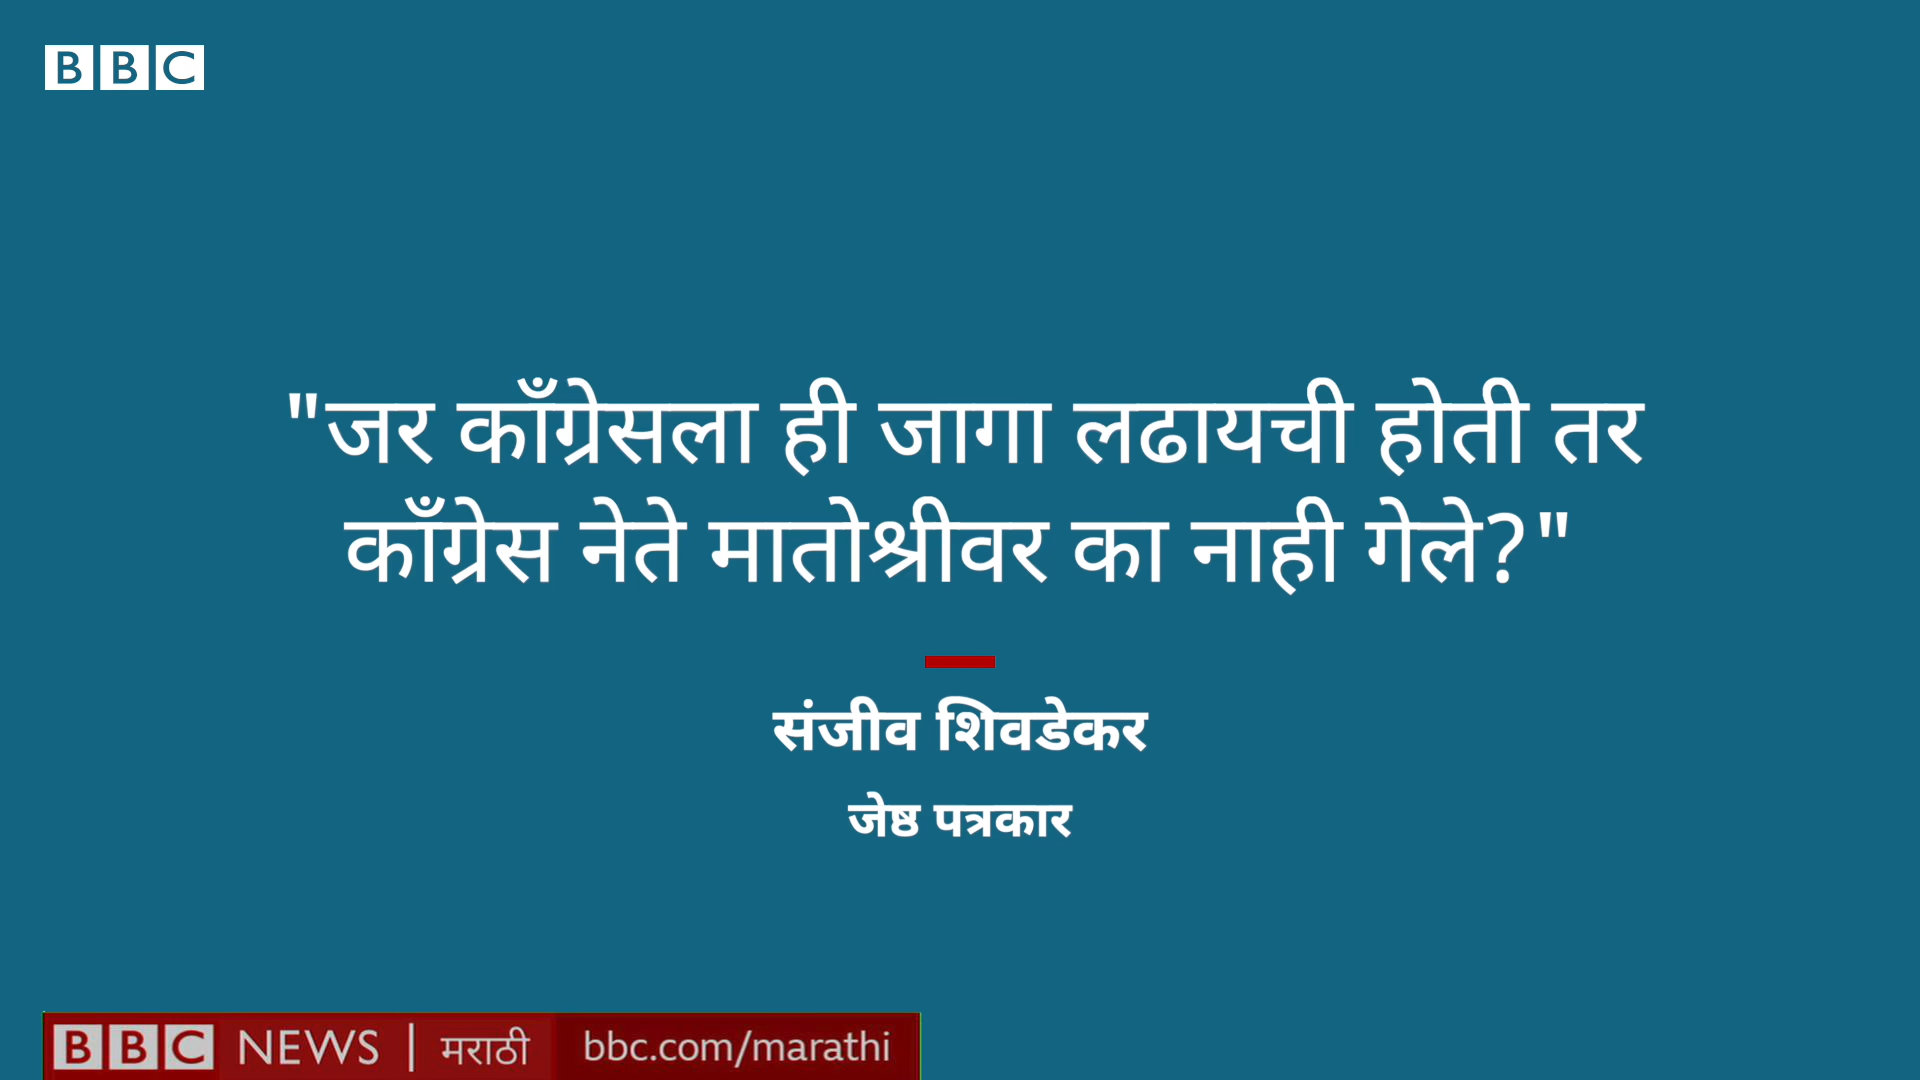 BBC
"जर काँग्रेसला ही जागा लढायची होती तर
काँग्रेस नेते मातोश्रीवर का नाही गेले?"
संजीव शिवडेकर
जेष्ठ पत्रकार
BBC NEWS | मराठी bbc.com/marathi